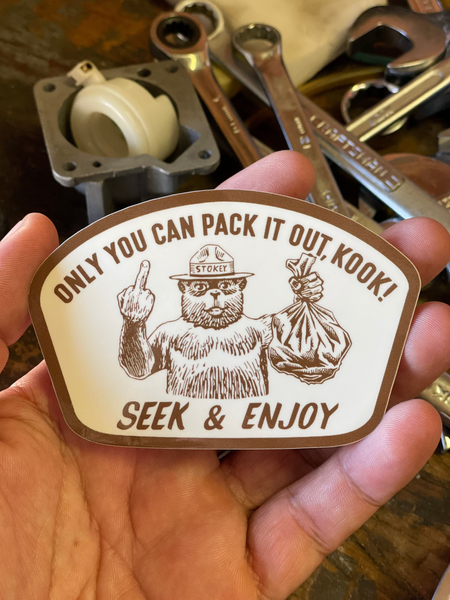 ONLY YOU CAN PACK IT OUT, KOOK!
STOKEY
SEEK & ENJOY